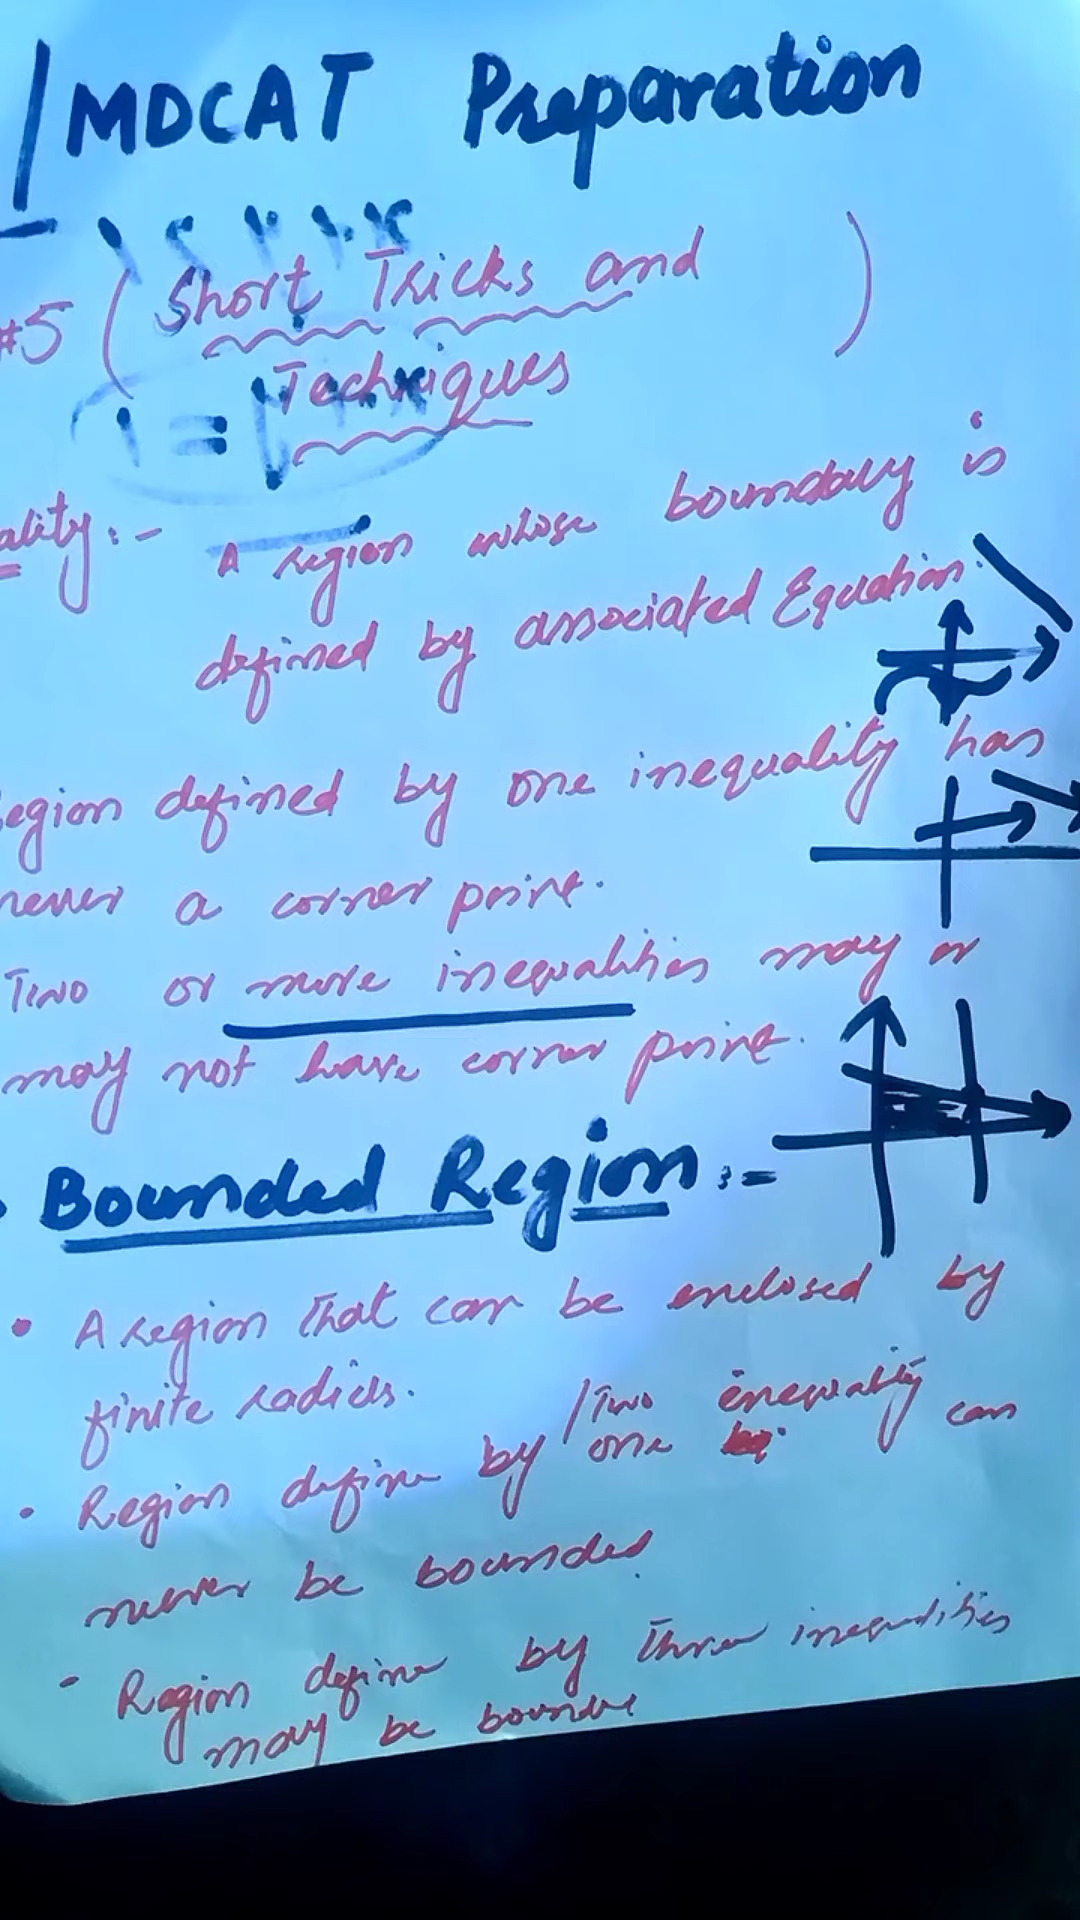 / MDCAT Preparation
#5 ( Short Tricks and )
Techniques
ality :- A region whose boundary is
defined by associated Equation.
Region defined by one inequality has
never a corner point.
Two or more inequalities may or
may not have corner point.
Bounded Region :-
• A region that can be enclosed by
finite radius.
• Region define by / Two one inequality can
never be bounded
• Region define by three inequalities
may be bounde